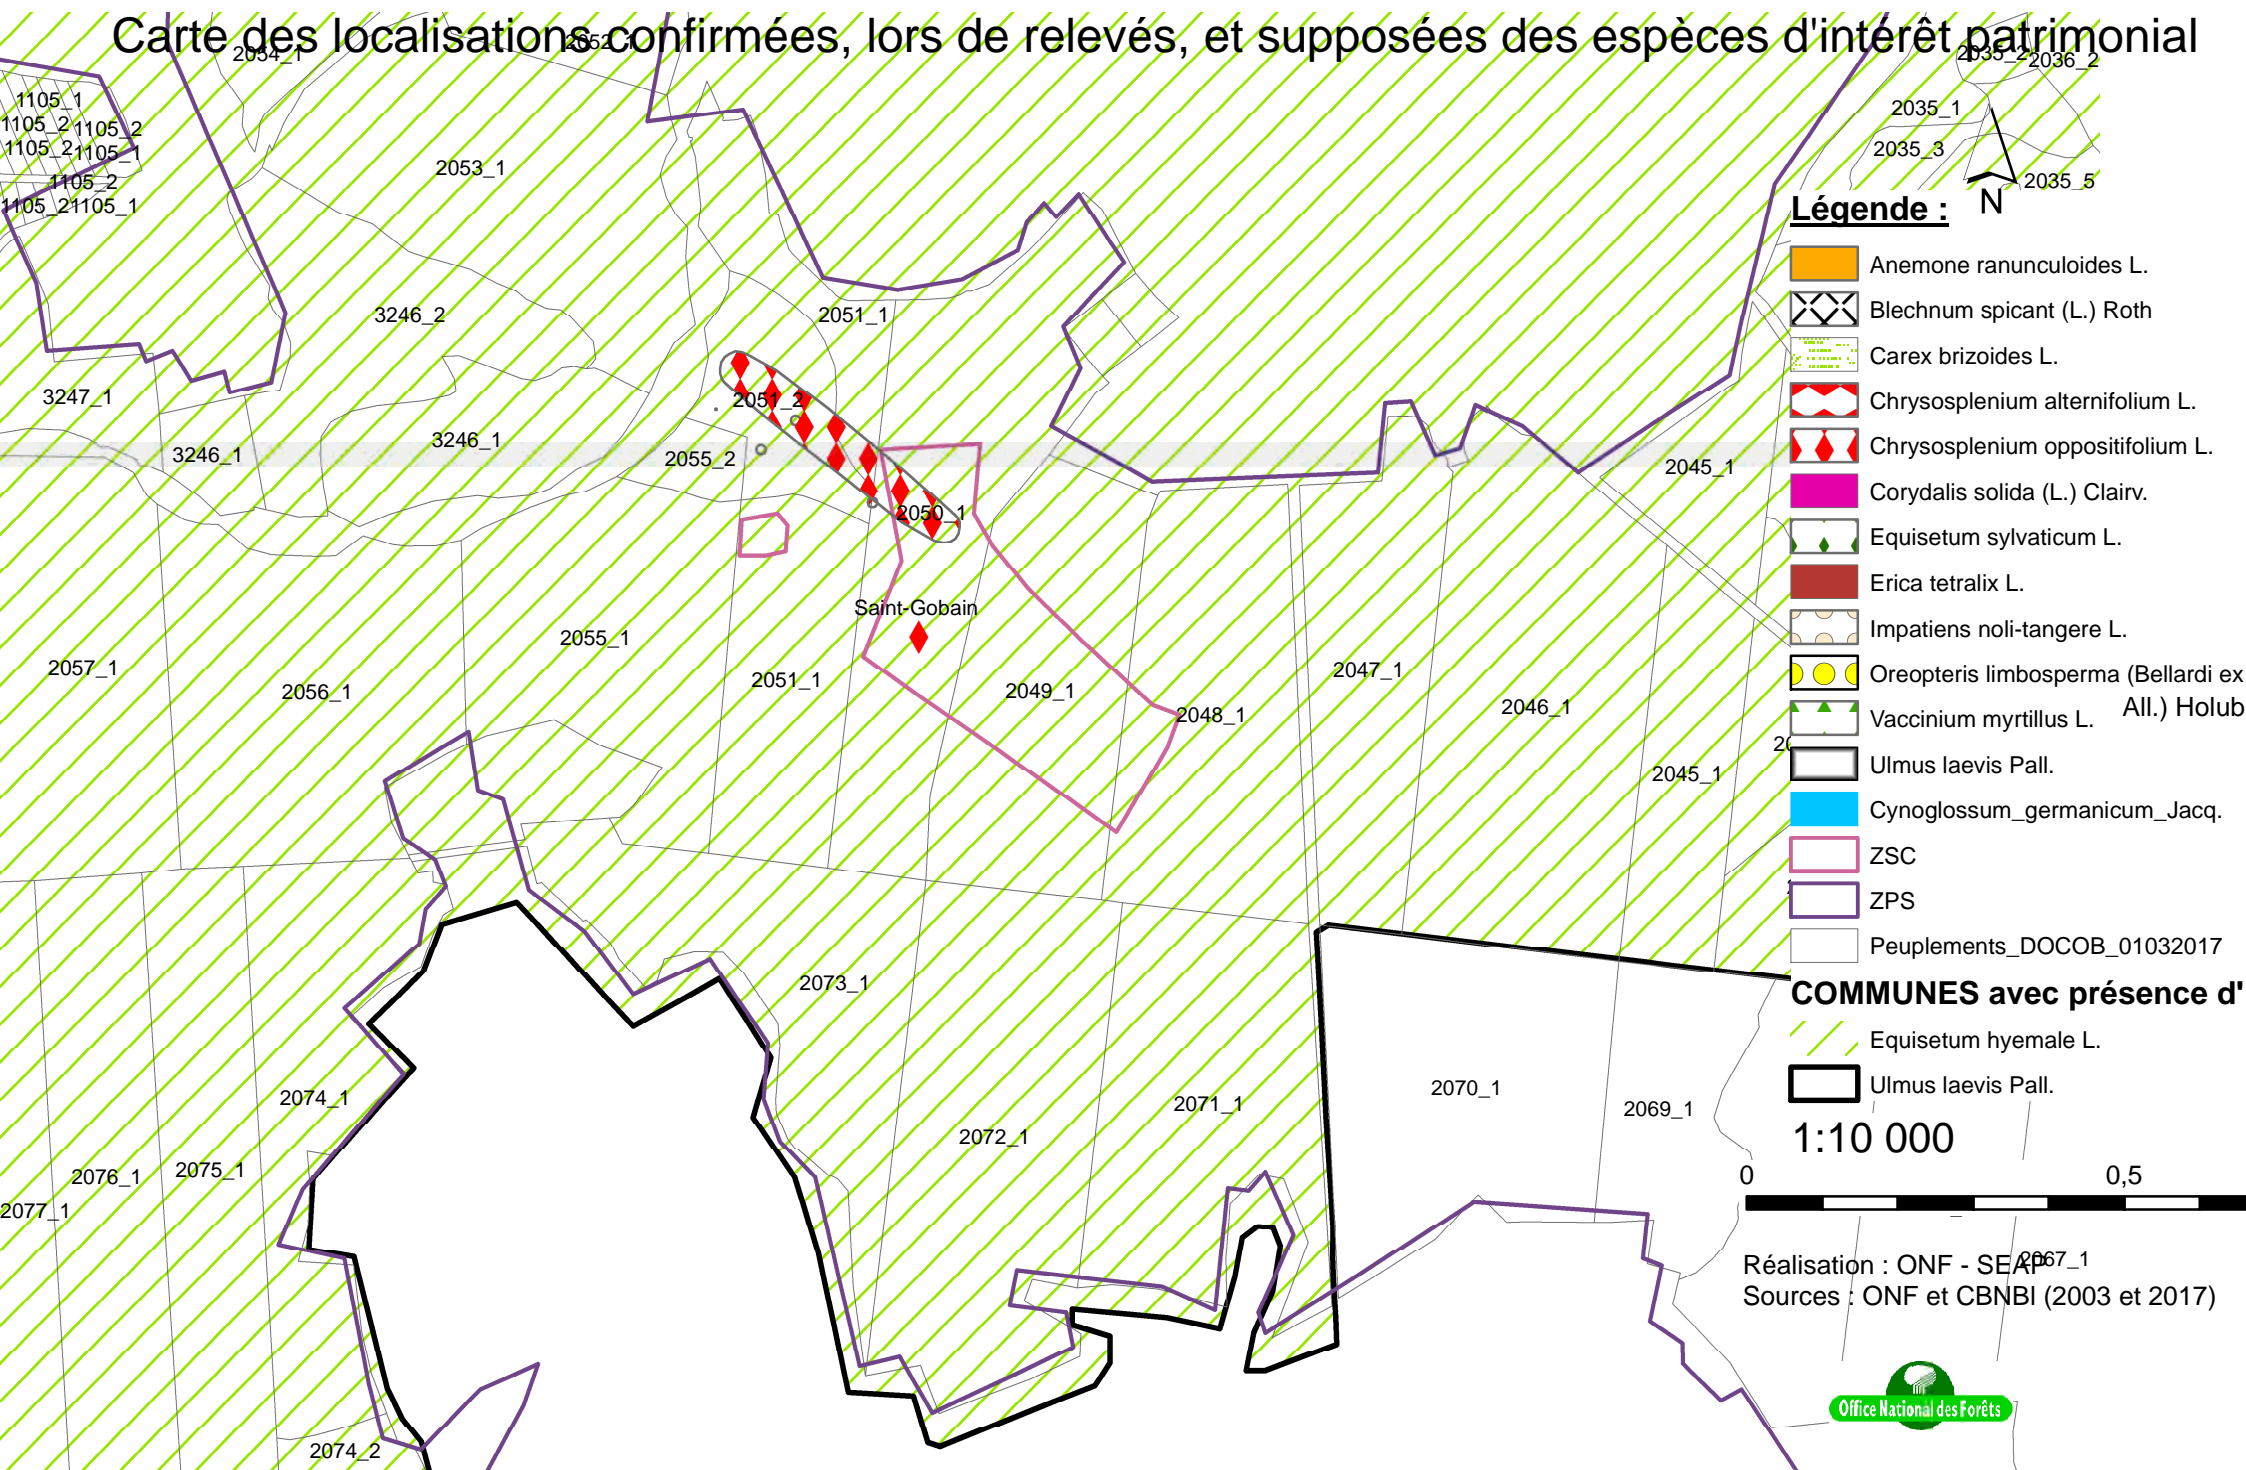 Carte des localisations confirmées, lors de relevés, et supposées des espèces d'intérêt patrimonial
2054_1
2052_1
2035_2
2036_2
1105_1
1105_2
1105_2
1105_2
1105_1
1105_2
1105_2
1105_1
2053_1
2035_1
2035_3
2035_5
N
Légende :
Anemone ranunculoides L.
Blechnum spicant (L.) Roth
Carex brizoides L.
Chrysosplenium alternifolium L.
Chrysosplenium oppositifolium L.
Corydalis solida (L.) Clairv.
Equisetum sylvaticum L.
Erica tetralix L.
Impatiens noli-tangere L.
Oreopteris limbosperma (Bellardi ex
All.) Holub
Vaccinium myrtillus L.
Ulmus laevis Pall.
Cynoglossum_germanicum_Jacq.
ZSC
ZPS
Peuplements_DOCOB_01032017
COMMUNES avec présence d'
Equisetum hyemale L.
Ulmus laevis Pall.
1:10 000
0
0,5
3246_2
2051_1
3247_1
2051_2
3246_1
3246_1
2055_2
2045_1
2050_1
Saint-Gobain
2055_1
2057_1
2056_1
2051_1
2049_1
2047_1
2048_1
2046_1
2045_1
2073_1
2074_1
2070_1
2071_1
2069_1
2072_1
2076_1
2075_1
2077_1
2067_1
2074_2
Réalisation : ONF - SEAP
Sources : ONF et CBNBl (2003 et 2017)
Office National des Forêts